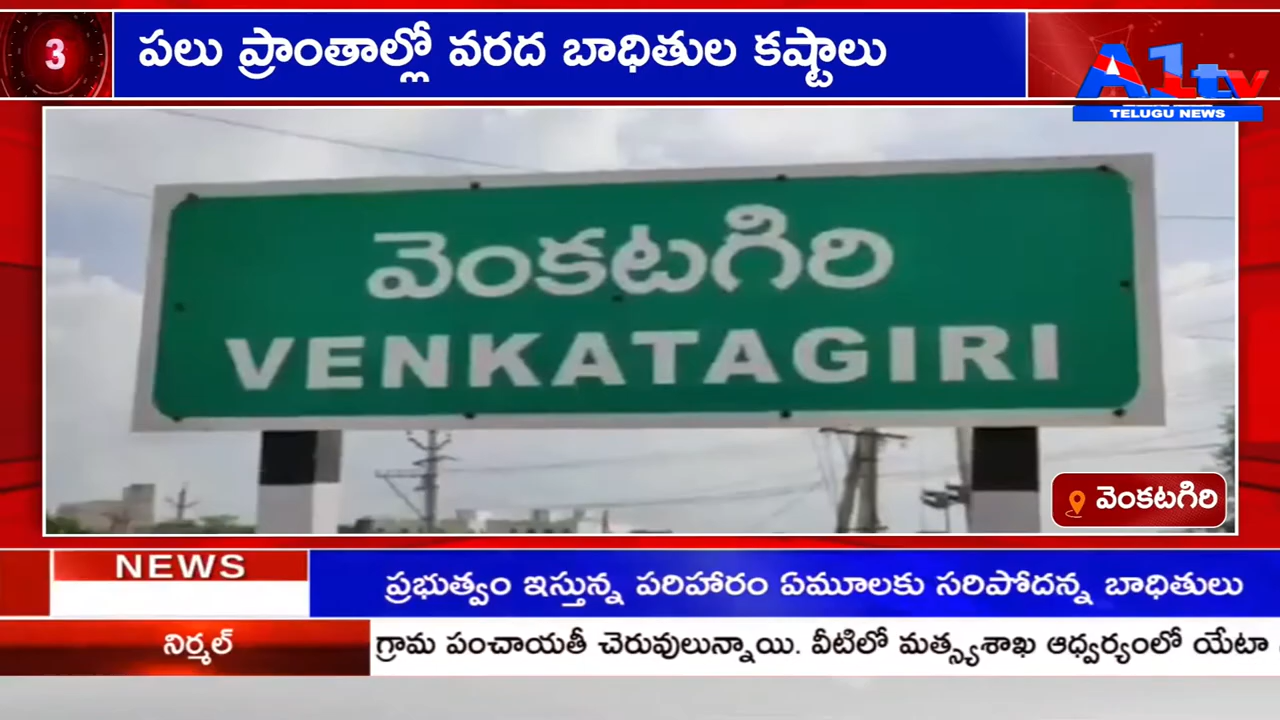 3
పలు ప్రాంతాల్లో వరద బాధితుల కష్టాలు
A1tv
TELUGU NEWS
వెంకటగిరి
VENKATAGIRI
వెంకటగిరి
NEWS
ప్రభుత్వం ఇస్తున్న పరిహారం ఏమూలకు సరిపోదన్న బాధితులు
నిర్మల్
గ్రామ పంచాయతీ చెరువులున్నాయి. వీటిలో మత్స్యశాఖ ఆధ్వర్యంలో యేటా